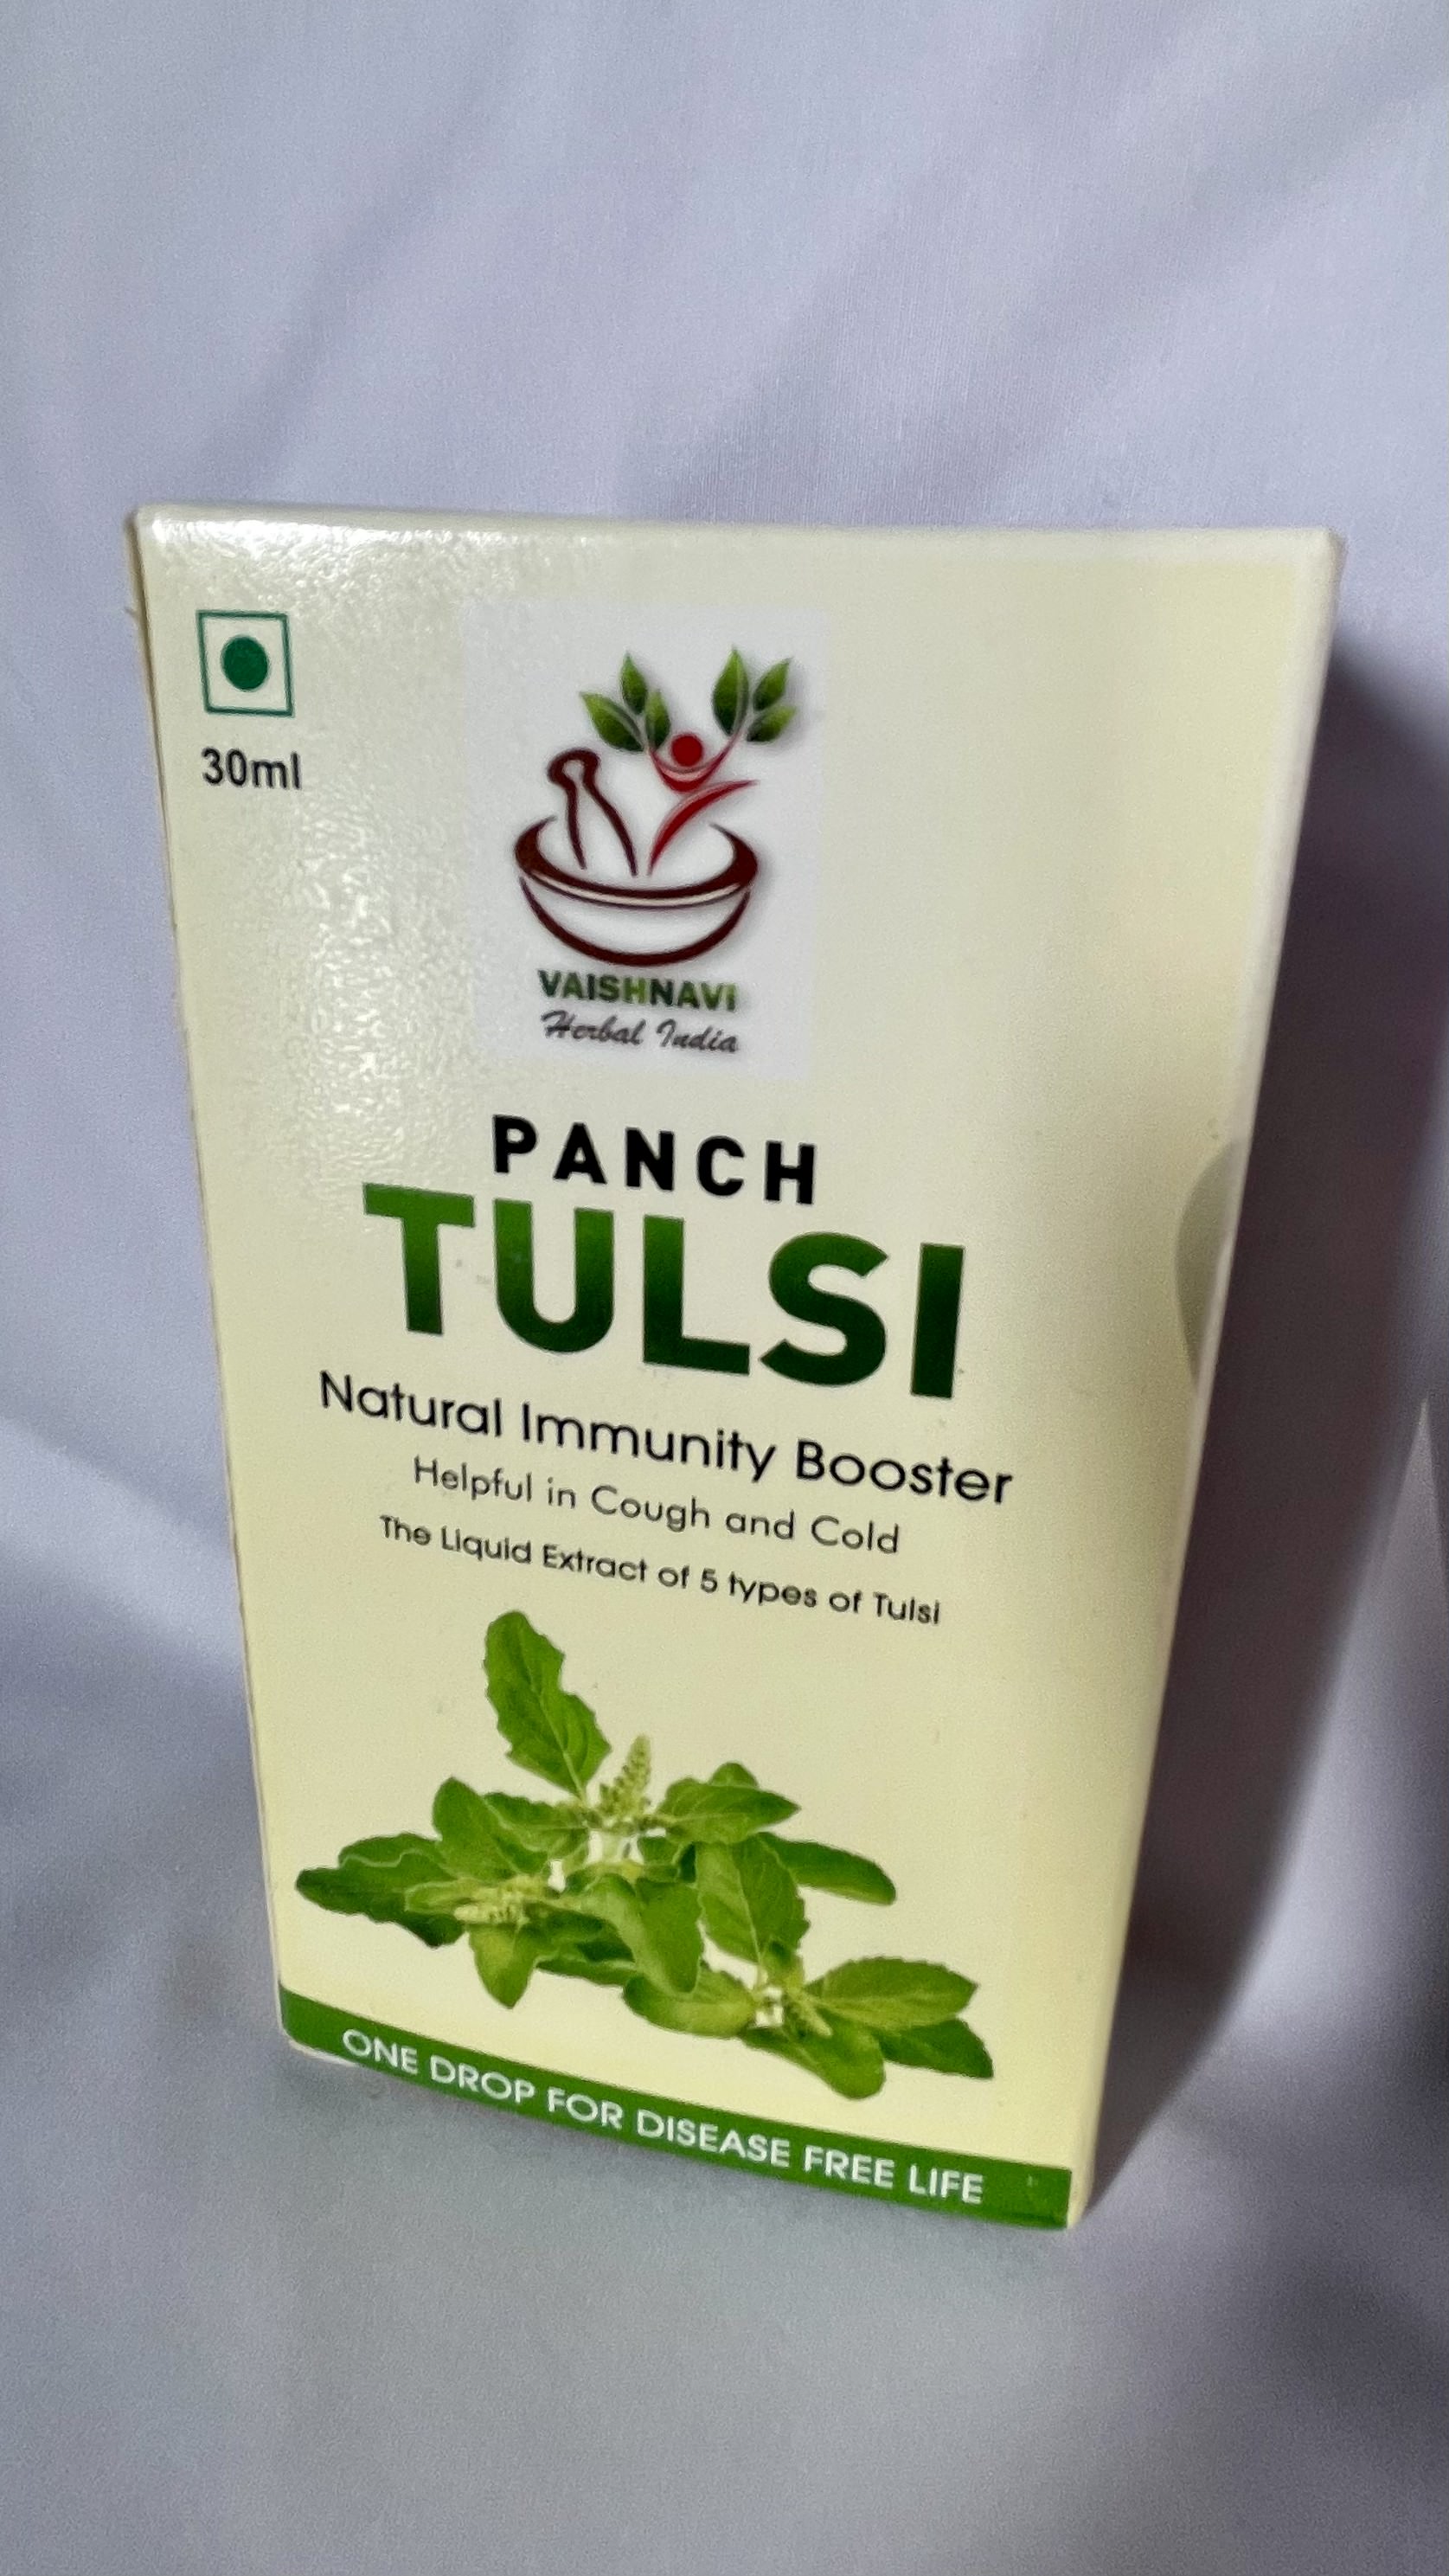 30ml
VAISHNAVI
Herbal India
PANCH
TULSI
Natural Immunity Booster
Helpful in Cough and Cold
The Liquid Extract of 5 types of Tulsi
ONE DROP FOR DISEASE FREE LIFE